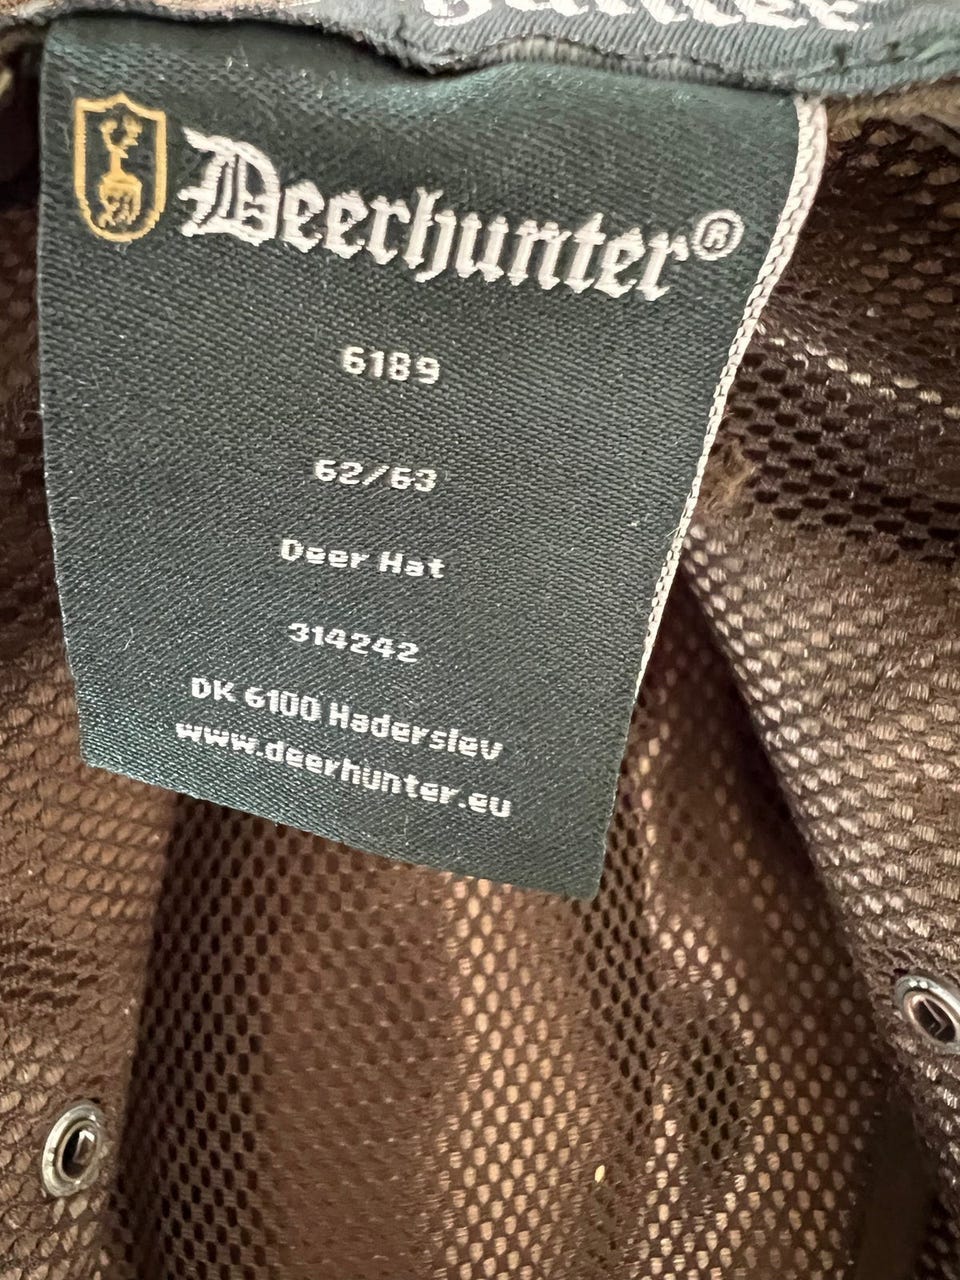 Deerhunter®
6189
62/63
Deer Hat
314242
DK 6100 Haderslev
www.deerhunter.eu